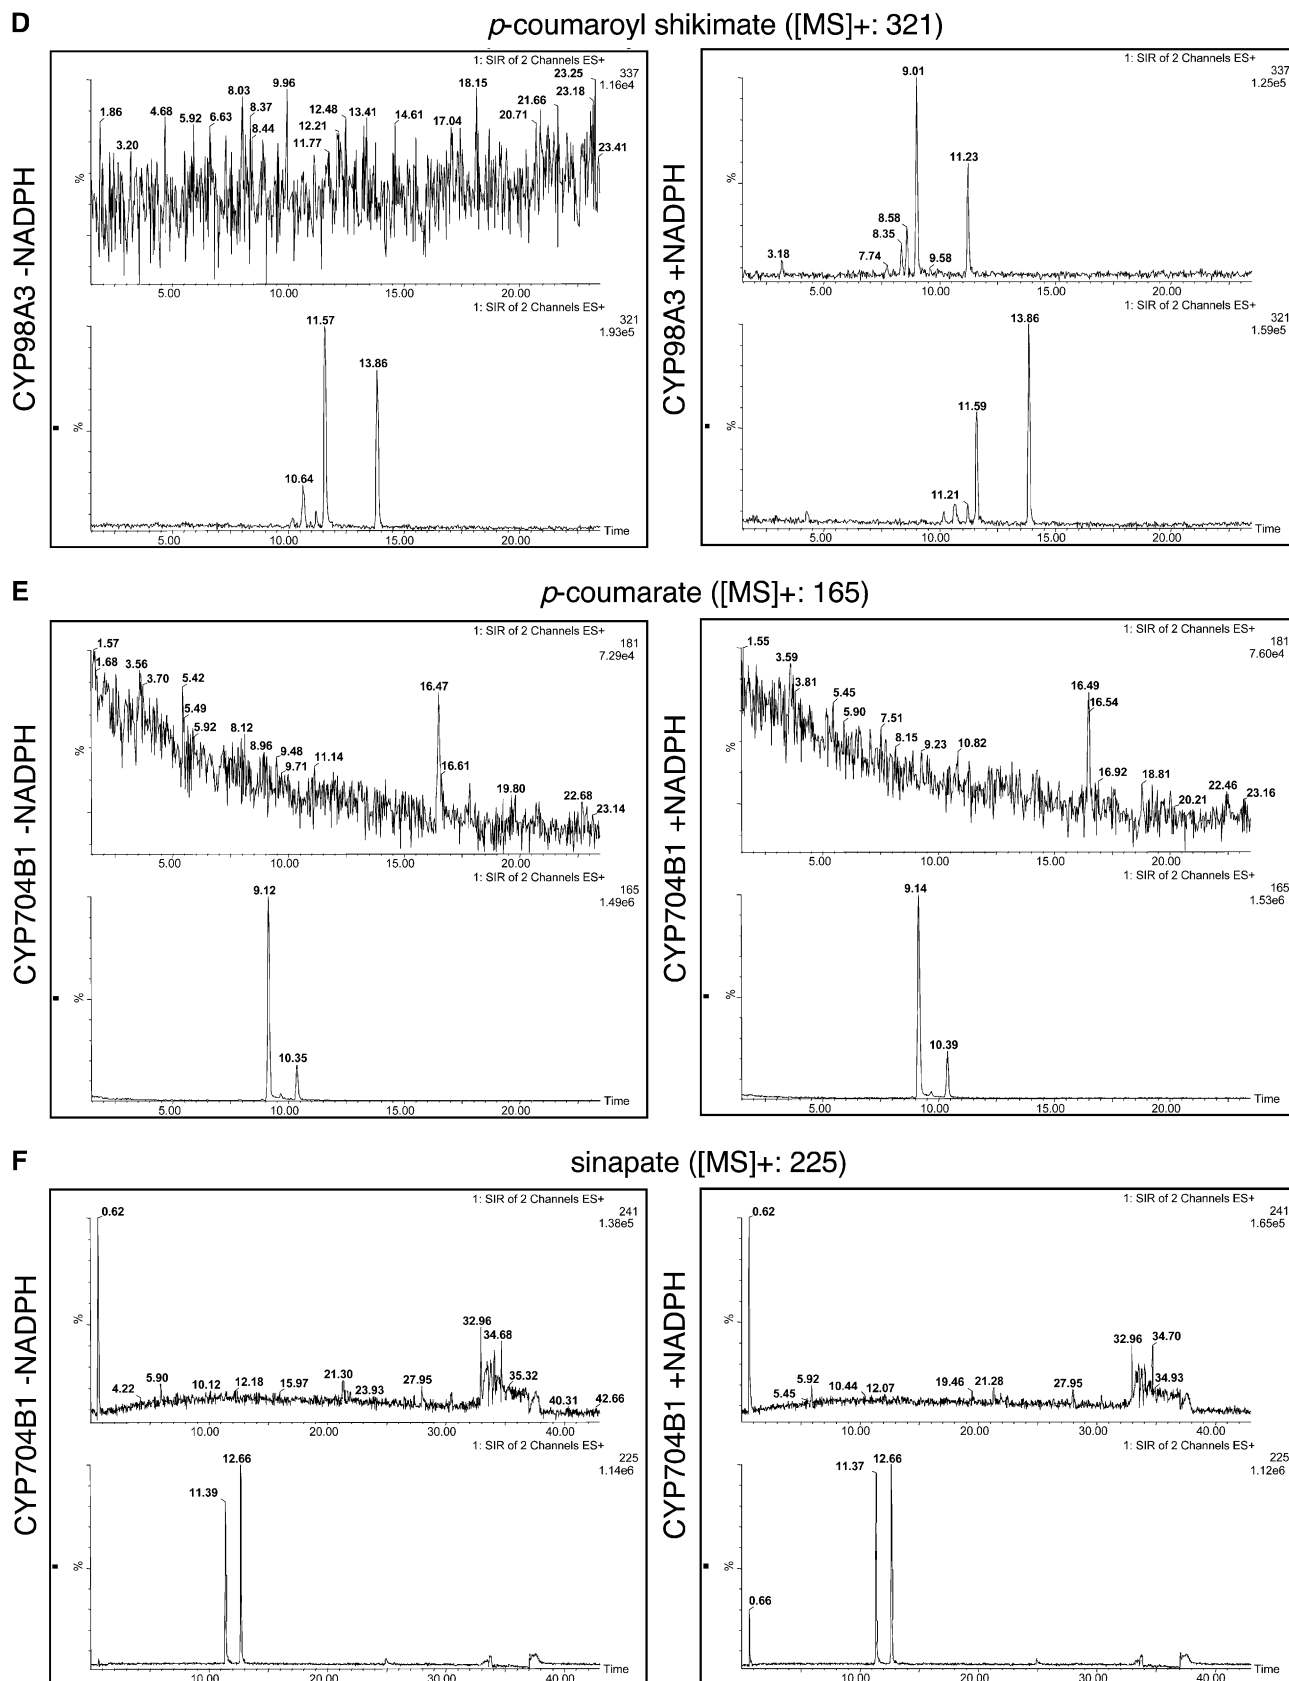 D
p-coumaroyl shikimate ([MS]+: 321)
CYP98A3 -NADPH
1: SIR of 2 Channels ES+
337
1.16e4
1.86
3.20
4.68
5.92
6.63
8.03
8.37
8.44
9.96
11.77
12.21
12.48
13.41
14.61
17.04
18.15
20.71
21.66
23.25
23.18
23.41
%
5.00 10.00 15.00 20.00
1: SIR of 2 Channels ES+
321
1.93e5
10.64
11.57
13.86
%
5.00 10.00 15.00 20.00
Time
CYP98A3 +NADPH
1: SIR of 2 Channels ES+
337
1.25e5
3.18
7.74
8.35
8.58
9.01
9.58
11.23
%
5.00 10.00 15.00 20.00
1: SIR of 2 Channels ES+
321
1.59e5
11.21
11.59
13.86
%
5.00 10.00 15.00 20.00
Time
E
p-coumarate ([MS]+: 165)
CYP704B1 -NADPH
1: SIR of 2 Channels ES+
181
7.29e4
1.57
1.68
3.56
3.70
5.42
5.49
5.92
8.12
8.96
9.48
9.71
11.14
16.47
16.61
19.80
22.68
23.14
%
5.00 10.00 15.00 20.00
1: SIR of 2 Channels ES+
165
1.49e6
9.12
10.35
%
5.00 10.00 15.00 20.00
Time
CYP704B1 +NADPH
1: SIR of 2 Channels ES+
181
7.60e4
1.55
3.59
3.81
5.45
5.90
7.51
8.15
9.23
10.82
16.49
16.54
16.92
18.81
20.21
22.46
23.16
%
5.00 10.00 15.00 20.00
1: SIR of 2 Channels ES+
165
1.53e6
9.14
10.39
%
5.00 10.00 15.00 20.00
Time
F
sinapate ([MS]+: 225)
CYP704B1 -NADPH
1: SIR of 2 Channels ES+
241
1.38e5
0.62
4.22
5.90
10.12
12.18
15.97
21.30
23.93
27.95
32.96
34.68
35.32
40.31
42.66
%
10.00 20.00 30.00 40.00
1: SIR of 2 Channels ES+
225
1.14e6
11.39
12.66
%
10.00 20.00 30.00 40.00
Time
CYP704B1 +NADPH
1: SIR of 2 Channels ES+
241
1.65e5
0.62
5.45
5.92
10.44
12.07
19.46
21.28
27.95
32.96
34.70
34.93
%
10.00 20.00 30.00 40.00
1: SIR of 2 Channels ES+
225
1.12e6
0.66
11.37
12.66
%
10.00 20.00 30.00 40.00
Time